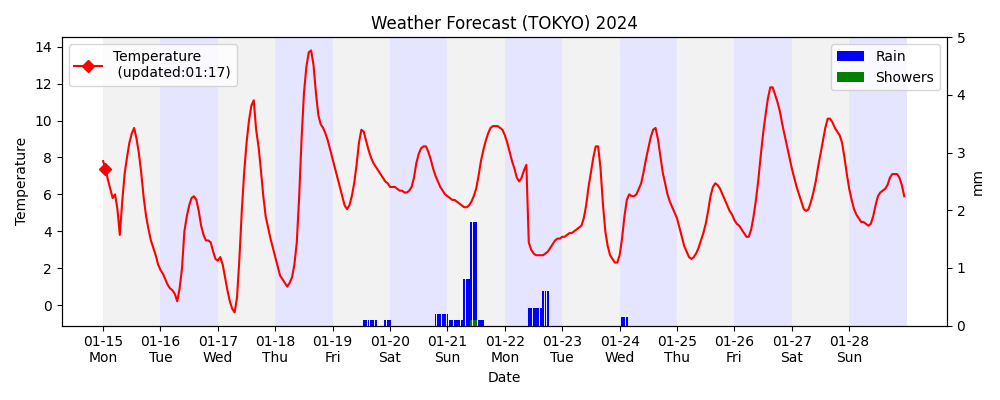 Weather Forecast (TOKYO) 2024
Temperature
(updated:01:17)
Rain
Showers
Temperature
14
12
10
8
6
4
2
0
5
4
3
2
1
0
mm
01-15 01-16 01-17 01-18 01-19 01-20 01-21 01-22 01-23 01-24 01-25 01-26 01-27 01-28
Mon Tue Wed Thu Fri Sat Sun Mon Tue Wed Thu Fri Sat Sun
Date